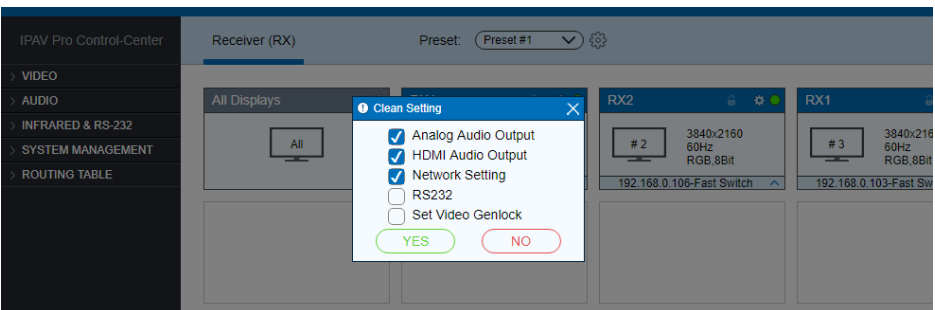 IPAV Pro Control-Center
Receiver (RX)
Preset:
Preset #1
VIDEO
AUDIO
INFRARED & RS-232
SYSTEM MANAGEMENT
ROUTING TABLE
All Displays
All
Clean Setting
Analog Audio Output
HDMI Audio Output
Network Setting
RS232
Set Video Genlock
YES
NO
RX2
# 2
3840x2160
60Hz
RGB,8Bit
192.168.0.106-Fast Switch
RX1
# 3
3840x216
60Hz
RGB,8Bit
192.168.0.103-Fast Sw